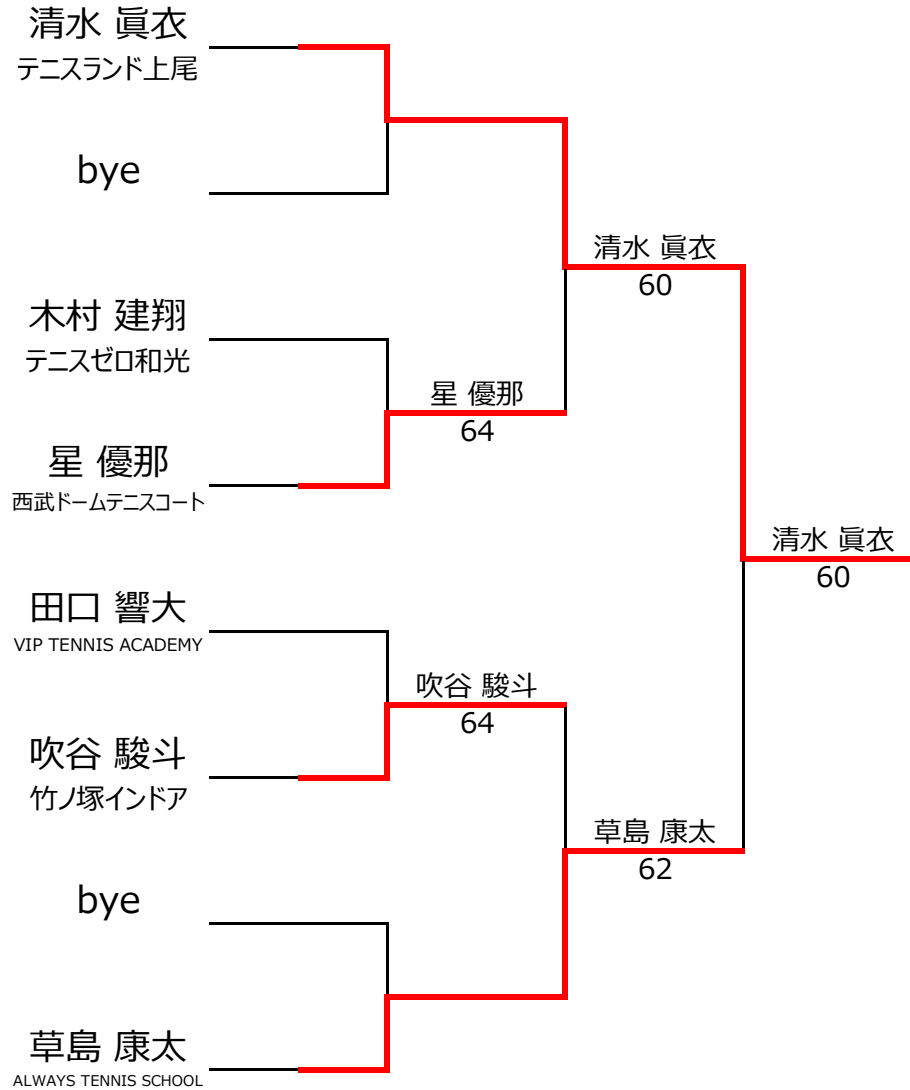 清水 眞衣
テニスランド上尾
bye
木村 建翔
テニスゼロ和光
星 優那
西武ドームテニスコート
田口 響大
VIP TENNIS ACADEMY
吹谷 駿斗
竹ノ塚インドア
bye
草島 康太
ALWAYS TENNIS SCHOOL
星 優那
64
吹谷 駿斗
64
清水 眞衣
60
草島 康太
62
清水 眞衣
60